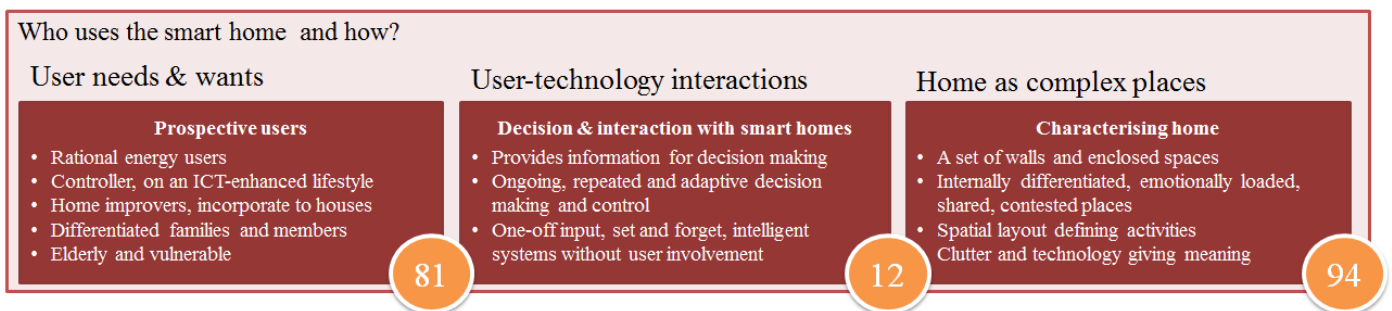 Who uses the smart home and how?
User needs & wants
Prospective users
• Rational energy users
• Controller, on an ICT-enhanced lifestyle
• Home improvers, incorporate to houses
• Differentiated families and members
• Elderly and vulnerable
81
User-technology interactions
Decision & interaction with smart homes
• Provides information for decision making
• Ongoing, repeated and adaptive decision
making and control
• One-off input, set and forget, intelligent
systems without user involvement
12
Home as complex places
Characterising home
• A set of walls and enclosed spaces
• Internally differentiated, emotionally loaded,
shared, contested places
• Spatial layout defining activities
Clutter and technology giving meaning
94